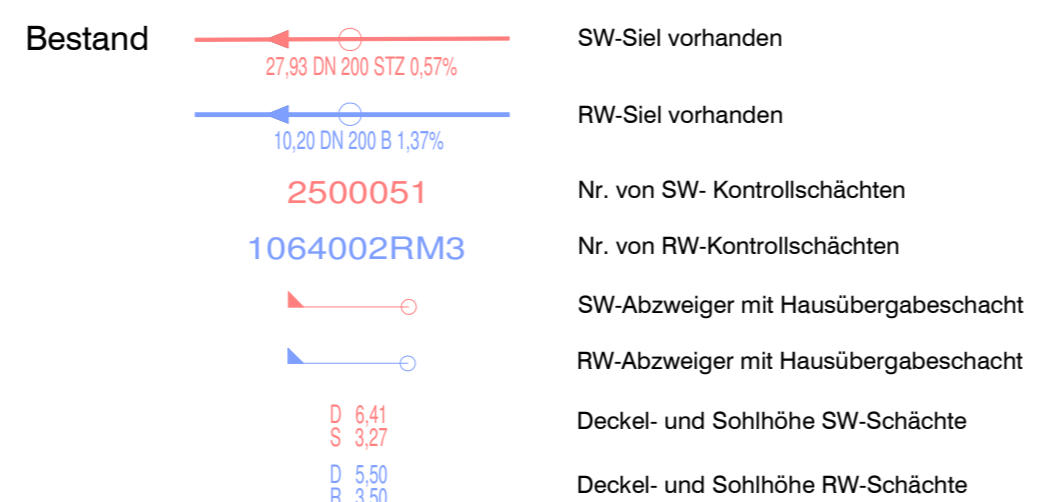 Bestand
SW-Siel vorhanden
27,93 DN 200 STZ 0,57%
RW-Siel vorhanden
10,20 DN 200 B 1,37%
2500051 Nr. von SW- Kontrollschächten
1064002RM3 Nr. von RW-Kontrollschächten
SW-Abzweiger mit Hausübergabeschacht
RW-Abzweiger mit Hausübergabeschacht
D 6,41
S 3,27
Deckel- und Sohlhöhe SW-Schächte
D 5,50
R 3,50
Deckel- und Sohlhöhe RW-Schächte